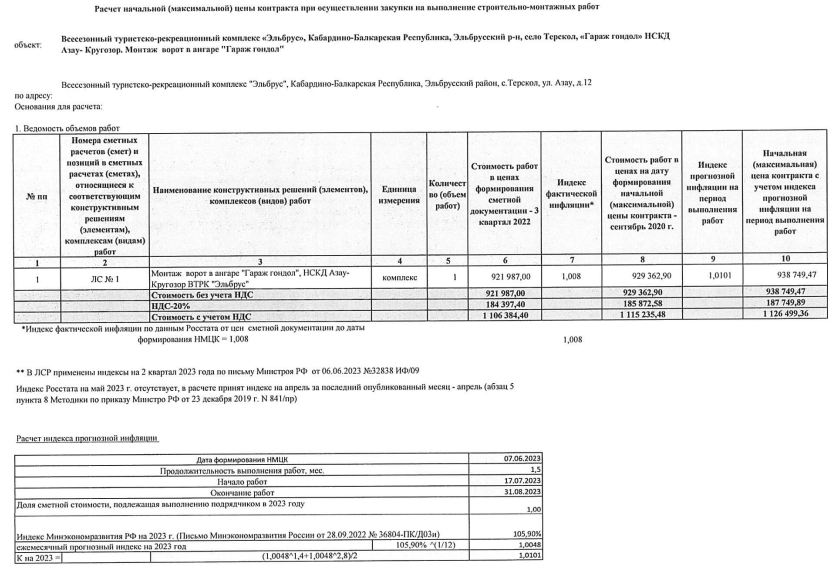 Расчет начальной (максимальной) цены контракта при осуществлении закупки на выполнение строительно-монтажных работ
объект:
Всесезонный туристско-рекреационный комплекс «Эльбрус», Кабардино-Балкарская Республика, Эльбрусский р-н, село Терскол, «Гараж гондол» НСКД
Азау- Кругозор. Монтаж ворот в ангаре "Гараж гондол"
Всесезонный туристско-рекреационный комплекс "Эльбрус", Кабардино-Балкарская Республика, Эльбрусский район, с.Терскол, ул. Азау, д.12
по адресу:
Основания для расчета:
1. Ведомость объемов работ
№ пп
Номера сметных расчетов (смет) и позиций в сметных расчетах (сметах), относящиеся к соответствующим конструктивным решениям (элементам), комплексам (видам) работ
Наименование конструктивных решений (элементов), комплексов (видов) работ
Единица измерения
Количест во (объем работ)
Стоимость работ в ценах формирования сметной документации - 3 квартал 2022
Индекс фактической инфляции*
Стоимость работ в ценах на дату формирования начальной (максимальной) цены контракта - сентябрь 2020 г.
Индекс прогнозной инфляции на период выполнения работ
Начальная (максимальная) цена контракта с учетом индекса прогнозной инфляции на период выполнения работ
1 2 3 4 5 6 7 8 9 10
1 ЛС № 1 Монтаж ворот в ангаре "Гараж гондол", НСКД Азау- Кругозор ВТРК "Эльбрус" комплекс 1 921 987,00 1,008 929 362,90 1,0101 938 749,47
Стоимость без учета НДС 921 987,00 929 362,90 938 749,47
НДС-20% 184 397,40 185 872,58 187 749,89
Стоимость с учетом НДС 1 106 384,40 1 115 235,48 1 126 499,36
*Индекс фактической инфляции по данным Росстата от цен сметной документации до даты
формирования НМЦК = 1,008 1,008
** В ЛСР применены индексы на 2 квартал 2023 года по письму Минстроя РФ от 06.06.2023 №32838 ИФ/09
Индекс Росстата на май 2023 г. отсутствует, в расчете принят индекс на апрель за последний опубликованный месяц - апрель (абзац 5
пункта 8 Методики по приказу Минстро РФ от 23 декабря 2019 г. N 841/пр)
Расчет индекса прогнозной инфляции
Дата формирования НМЦК 07.06.2023
Продолжительность выполнения работ, мес. 1,5
Начало работ 17.07.2023
Окончание работ 31.08.2023
Доля сметной стоимости, подлежащая выполнению подрядчиком в 2023 году 1,00
Индекс Минэкономразвития РФ на 2023 г. (Письмо Минэкономразвития России от 28.09.2022 № 36804-ПК/Д03и) 105,90%
ежемесячный прогнозный индекс на 2023 год 105,90% ^(1/12) 1,0048
К на 2023 = (1,0048^1,4+1,0048^2,8)/2 1,0101